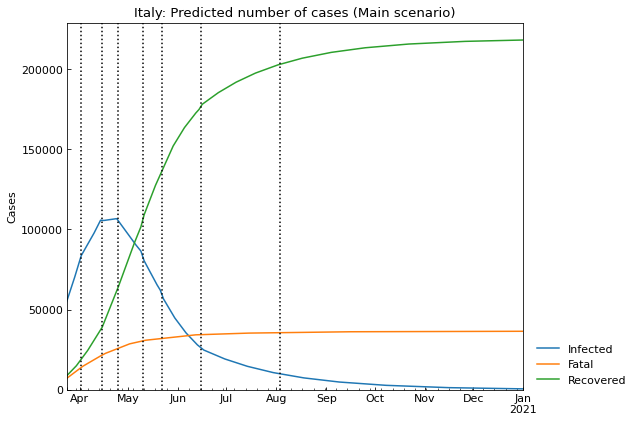 Italy: Predicted number of cases (Main scenario)
Cases
200000
150000
100000
50000
0
Apr May Jun Jul Aug Sep Oct Nov Dec Jan
2021
Infected
Fatal
Recovered